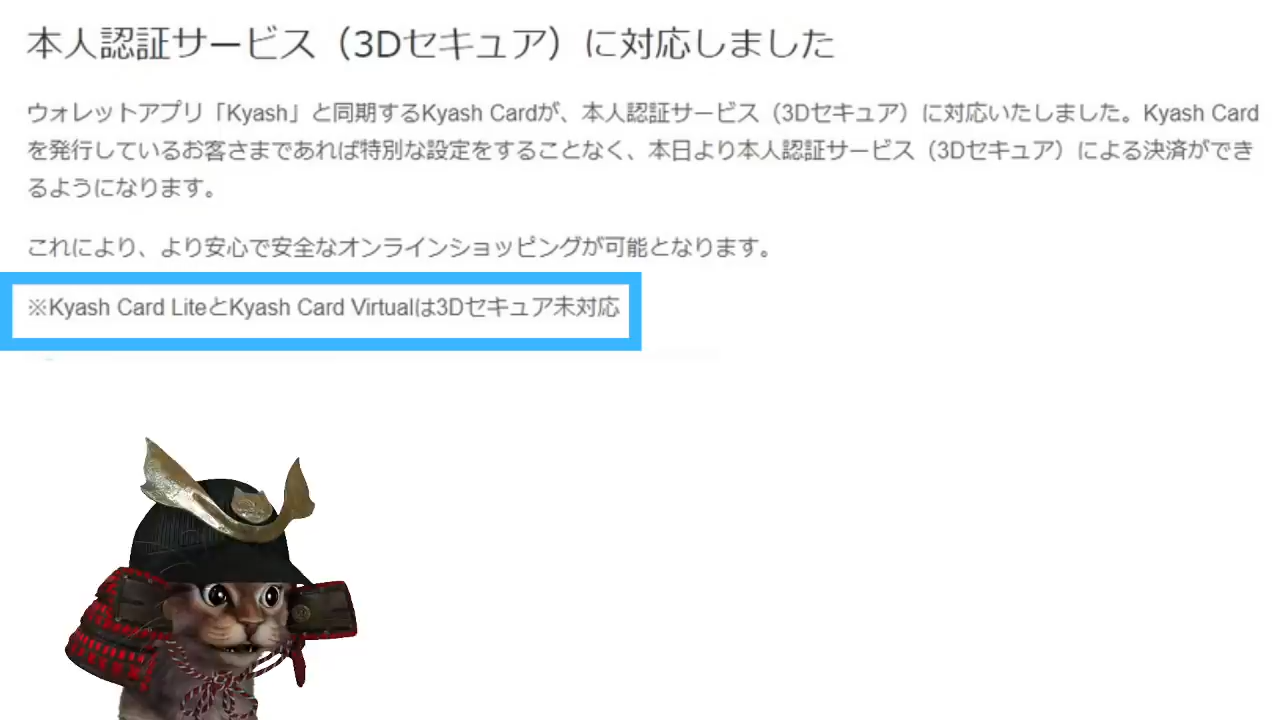 本人認証サービス（3Dセキュア）に対応しました
ウォレットアプリ「Kyash」と同期するKyash Cardが、本人認証サービス（3Dセキュア）に対応いたしました。Kyash Card
を発行しているお客さまであれば特別な設定をすることなく、本日より本人認証サービス（3Dセキュア）による決済ができ
るようになります。
これにより、より安心で安全なオンラインショッピングが可能となります。
※Kyash Card LiteとKyash Card Virtualは3Dセキュア未対応